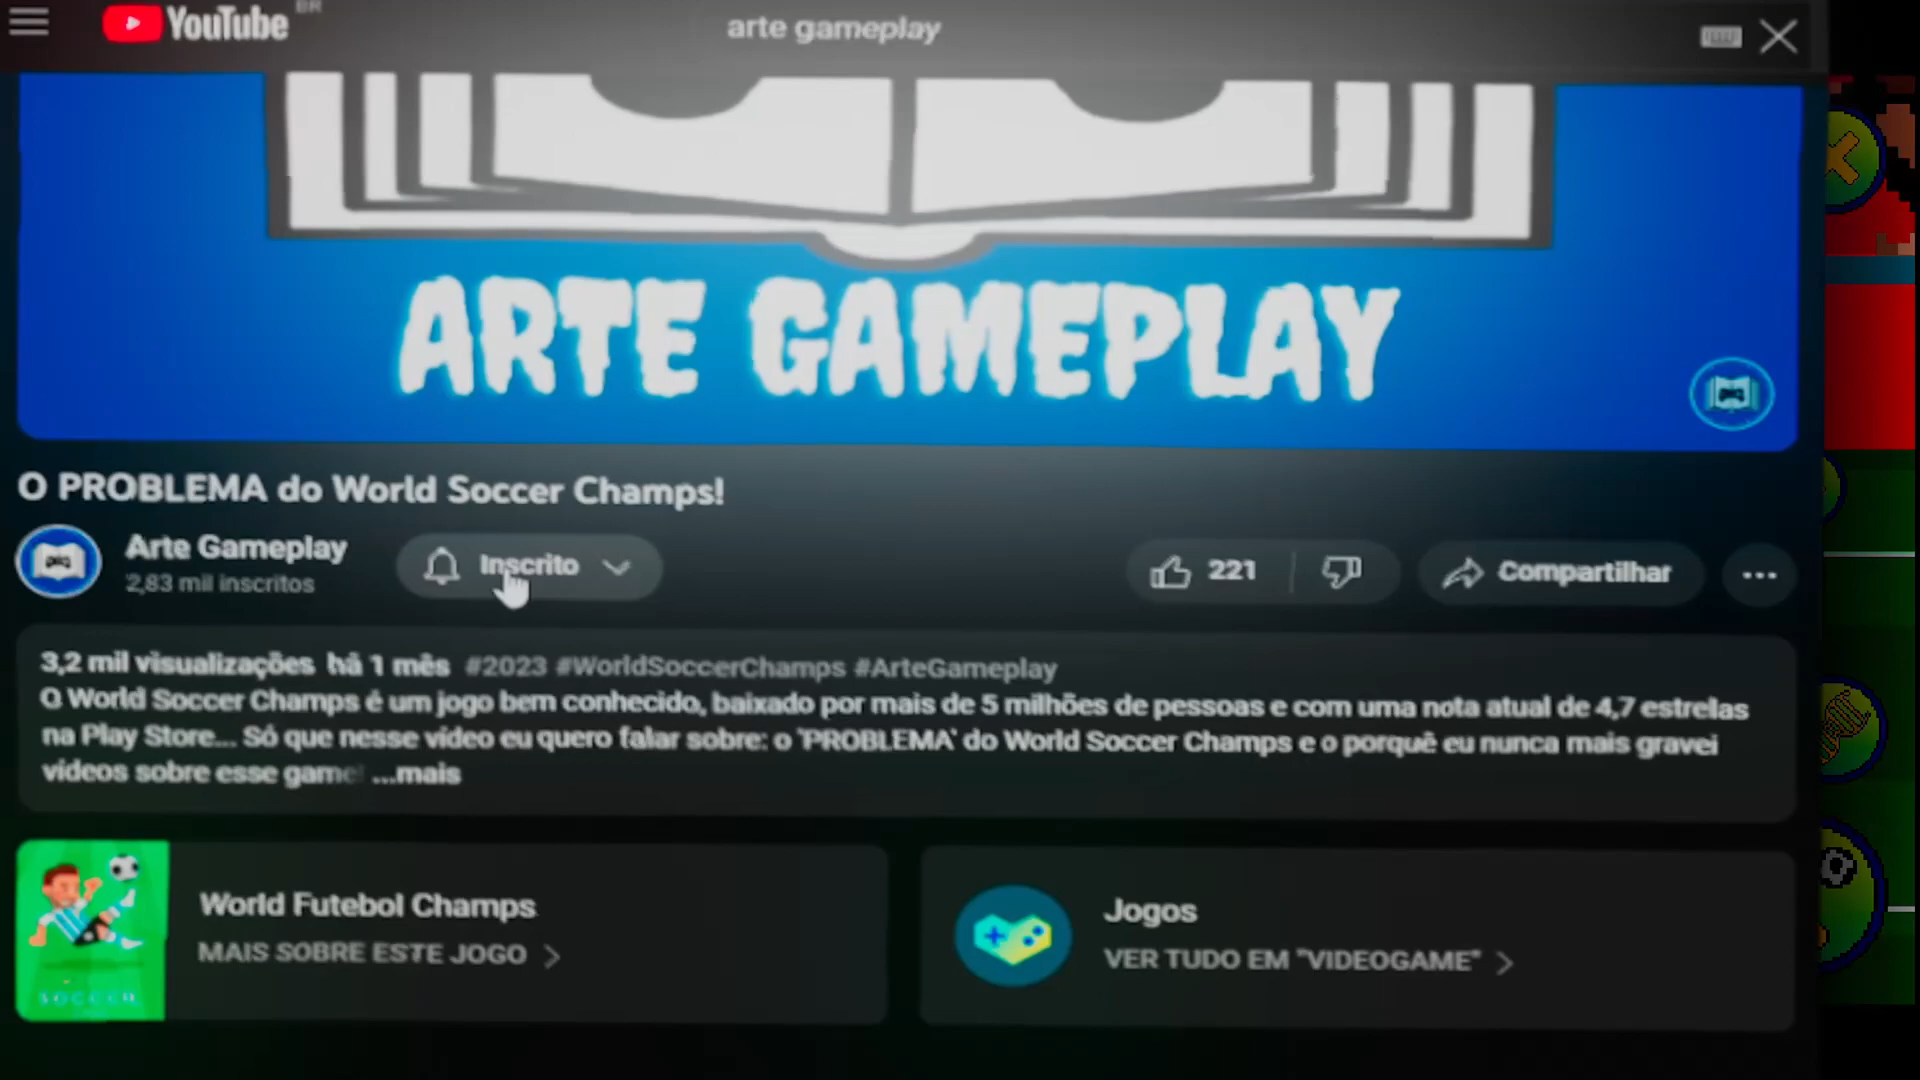 YouTube BR
arte gameplay
ARTE GAMEPLAY
O PROBLEMA do World Soccer Champs!
Arte Gameplay
2,83 mil inscritos
Inscrito
221
Compartilhar
3,2 mil visualizações há 1 mês #2023 #WorldSoccerChamps #ArteGameplay
O World Soccer Champs é um jogo bem conhecido, baixado por mais de 5 milhões de pessoas e com uma nota atual de 4,7 estrelas
na Play Store... Só que nesse vídeo eu quero falar sobre: o 'PROBLEMA' do World Soccer Champs e o porquê eu nunca mais gravei
vídeos sobre esse game! ...mais
World Futebol Champs
MAIS SOBRE ESTE JOGO
SOCCER
Jogos
VER TUDO EM "VIDEOGAME"